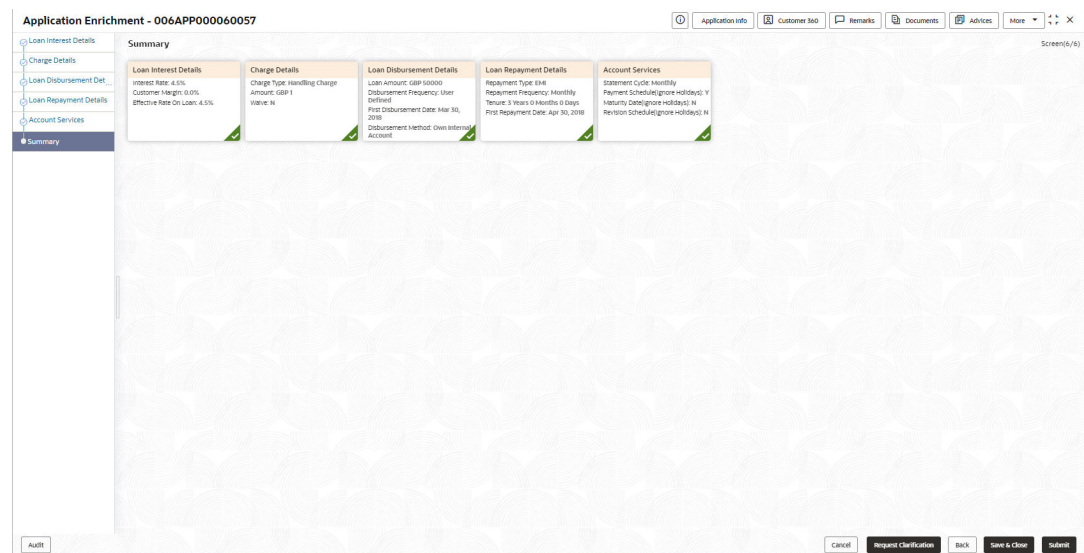 Application Enrichment - 006APP000060057
Application Info
Customer 360
Remarks
Documents
Advices
More
Loan Interest Details
Charge Details
Loan Disbursement Det...
Loan Repayment Details
Account Services
Summary
Summary
Screen(6/6)
Loan Interest Details
Interest Rate: 4.5%
Customer Margin: 0.0%
Effective Rate On Loan: 4.5%
Charge Details
Charge Type: Handling Charge
Amount: GBP 1
Waive: N
Loan Disbursement Details
Loan Amount: GBP 50000
Disbursement Frequency: User
Defined
First Disbursement Date: Mar 30,
2018
Disbursement Method: Own Internal
Account
Loan Repayment Details
Repayment Type: EMI
Repayment Frequency: Monthly
Tenure: 3 Years 0 Months 0 Days
First Repayment Date: Apr 30, 2018
Account Services
Statement Cycle: Monthly
Payment Schedule(Ignore Holidays): Y
Maturity Date(Ignore Holidays): N
Revision Schedule(Ignore Holidays): N
Audit
Cancel
Request Clarification
Back
Save & Close
Submit